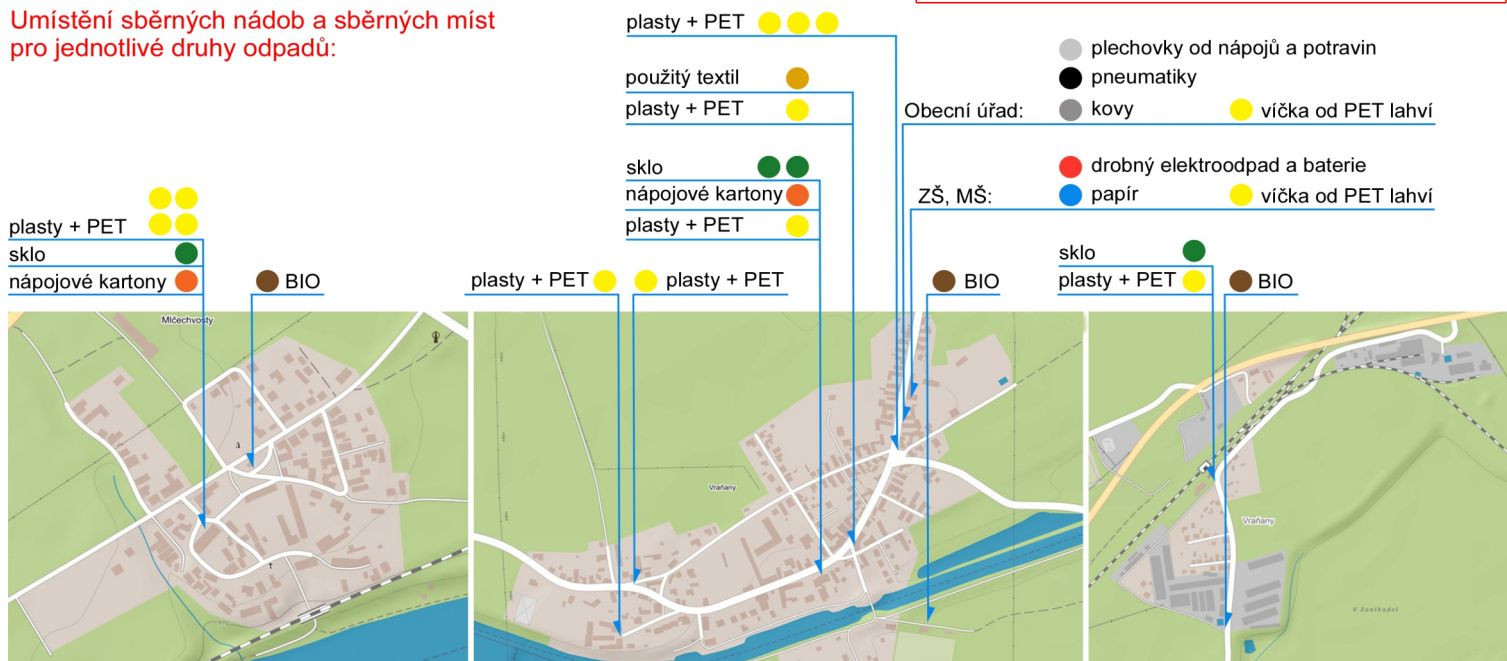 Umístění sběrných nádob a sběrných míst
pro jednotlivé druhy odpadů:
plasty + PET
sklo
nápojové kartony
BIO
plasty + PET
použitý textil
plasty + PET
sklo
nápojové kartony
plasty + PET
plasty + PET
plasty + PET
plechovky od nápojů a potravin
pneumatiky
Obecní úřad:
kovy
víčka od PET lahví
drobný elektroodpad a baterie
ZŠ, MŠ:
papír
víčka od PET lahví
BIO
sklo
plasty + PET
BIO
Mlčechvosty
Vraňany
Vraňany